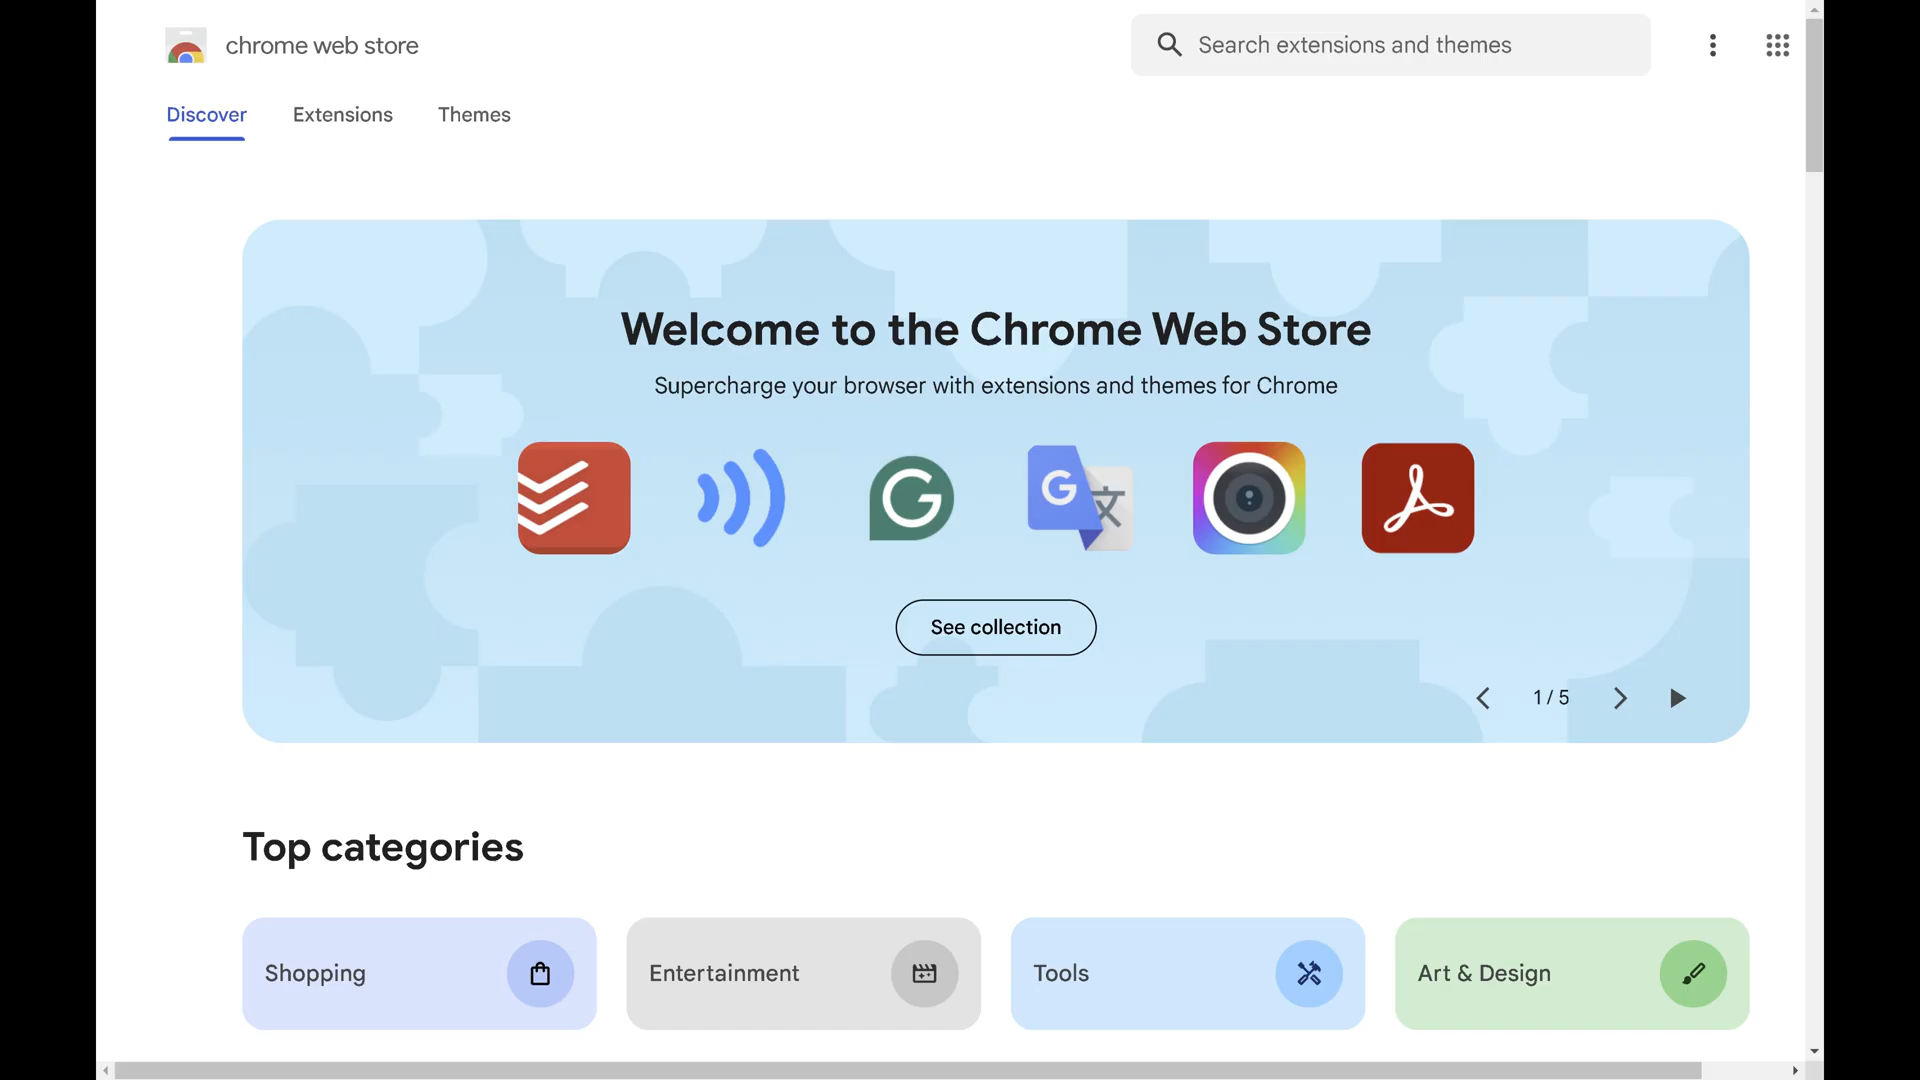 chrome web store
Search extensions and themes
Discover
Extensions
Themes
Welcome to the Chrome Web Store
Supercharge your browser with extensions and themes for Chrome
G
G 文
See collection
1 / 5
Top categories
Shopping
Entertainment
Tools
Art & Design